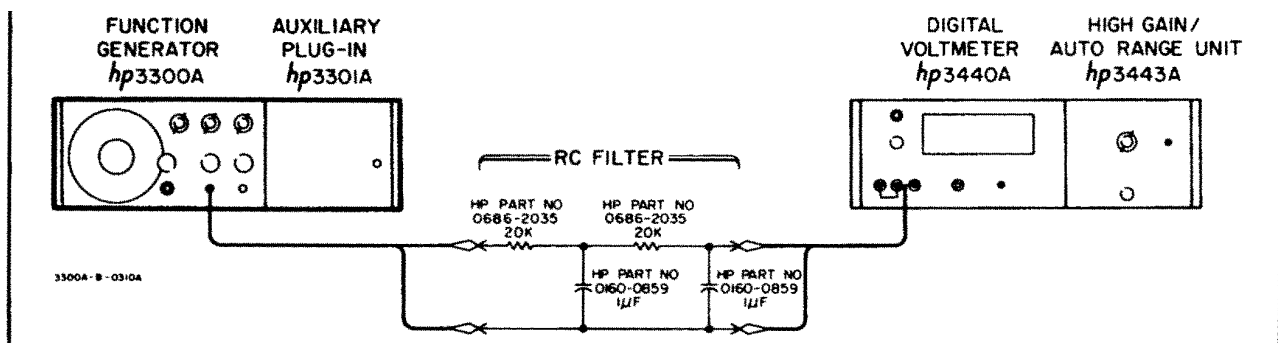 FUNCTION
GENERATOR
hp3300A
AUXILIARY
PLUG-IN
hp3301A
DIGITAL
VOLTMETER
hp3440A
HIGH GAIN/
AUTO RANGE UNIT
hp3443A
RC FILTER
HP PART NO
0686-2035
20K
HP PART NO
0686-2035
20K
HP PART NO
0160-0859
1µF
HP PART NO
0160-0859
1µF
3300A-B-0310A